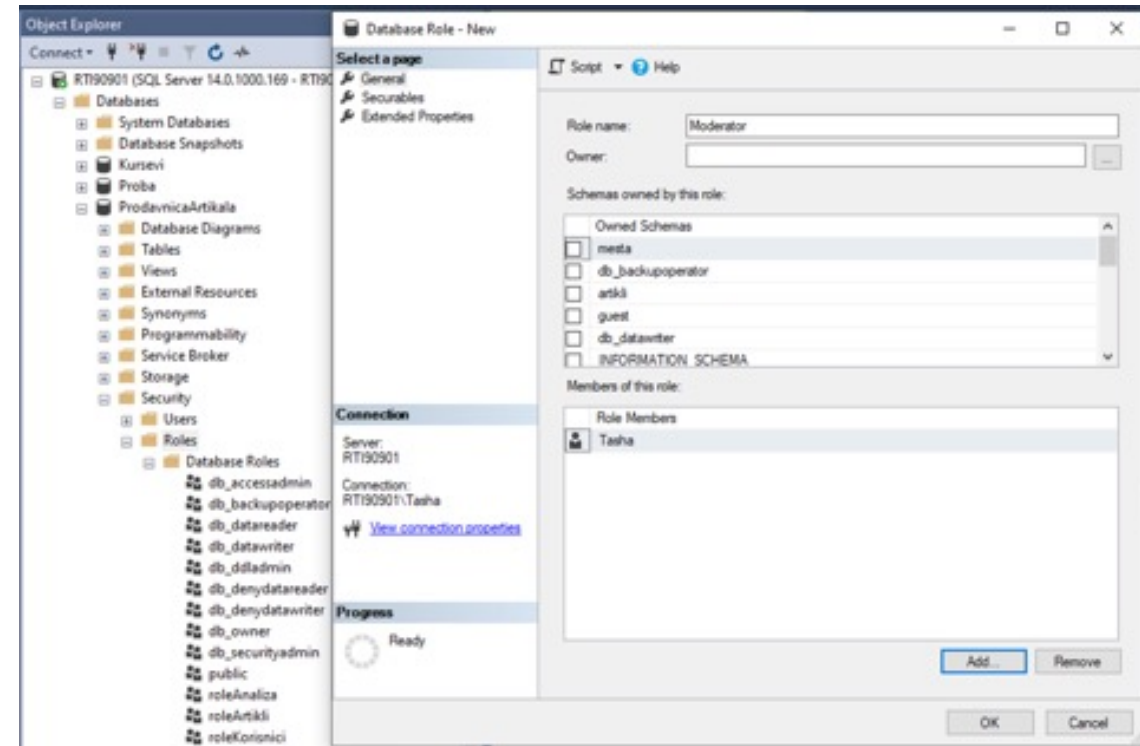 Object Explorer
Connect
RTI90901 (SQL Server 14.0.1000.169 - RTI90
Databases
System Databases
Database Snapshots
Kursevi
Proba
ProdavnicaArtikala
Database Diagrams
Tables
Views
External Resources
Synonyms
Programmability
Service Broker
Storage
Security
Users
Roles
Database Roles
db_accessadmin
db_backupoperator
db_datareader
db_datawriter
db_ddladmin
db_denydatareader
db_denydatawriter
db_owner
db_securityadmin
public
roleAnaliza
roleArtikli
roleKorisnici
Database Role - New
Select a page
General
Securables
Extended Properties
Connection
Server:
RTI90901
Connection:
RTI90901\Tasha
View connection properties
Progress
Ready
Script
Help
Role name: Moderator
Owner: ...
Schemas owned by this role:
Owned Schemas
mesta
db_backupoperator
artikli
guest
db_datawriter
INFORMATION_SCHEMA
Members of this role:
Role Members
Tasha
Add... Remove
OK Cancel